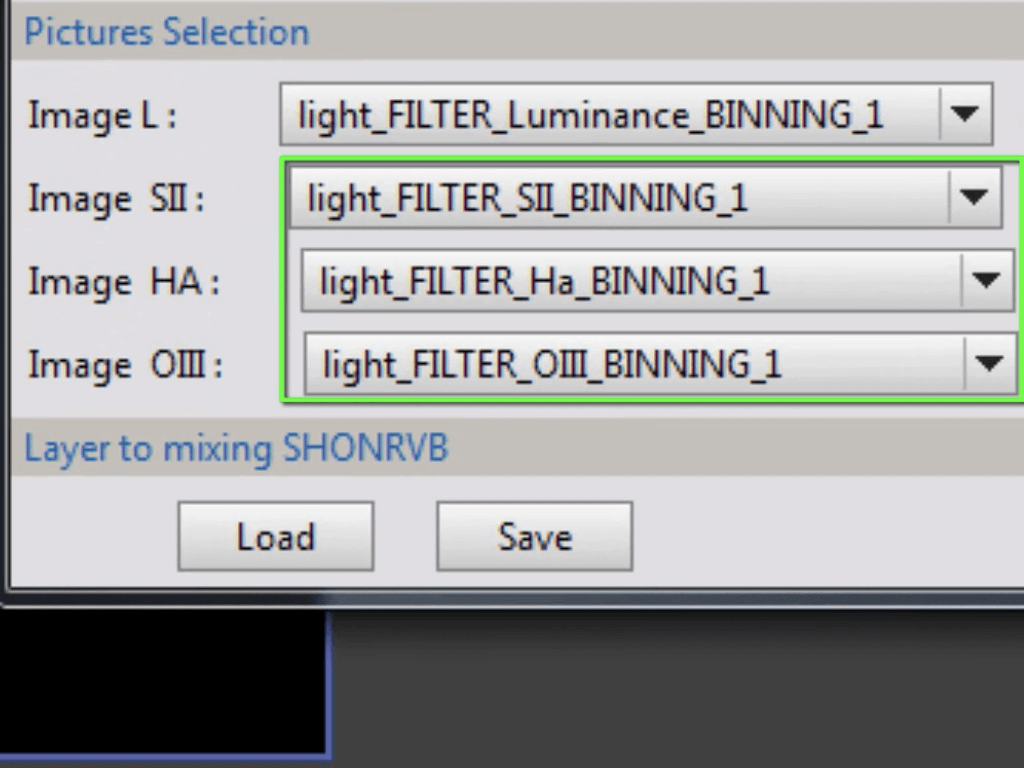 Pictures Selection
Image L : light_FILTER_Luminance_BINNING_1
Image SII : light_FILTER_SII_BINNING_1
Image HA : light_FILTER_Ha_BINNING_1
Image OIII : light_FILTER_OIII_BINNING_1
Layer to mixing SHONRVB
Load Save